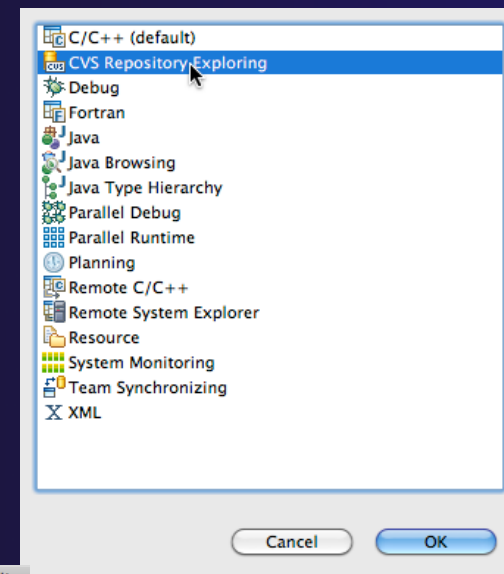 C/C++ (default)
CVS Repository Exploring
Debug
Fortran
Java
Java Browsing
Java Type Hierarchy
Parallel Debug
Parallel Runtime
Planning
Remote C/C++
Remote System Explorer
Resource
System Monitoring
Team Synchronizing
XML
Cancel
OK